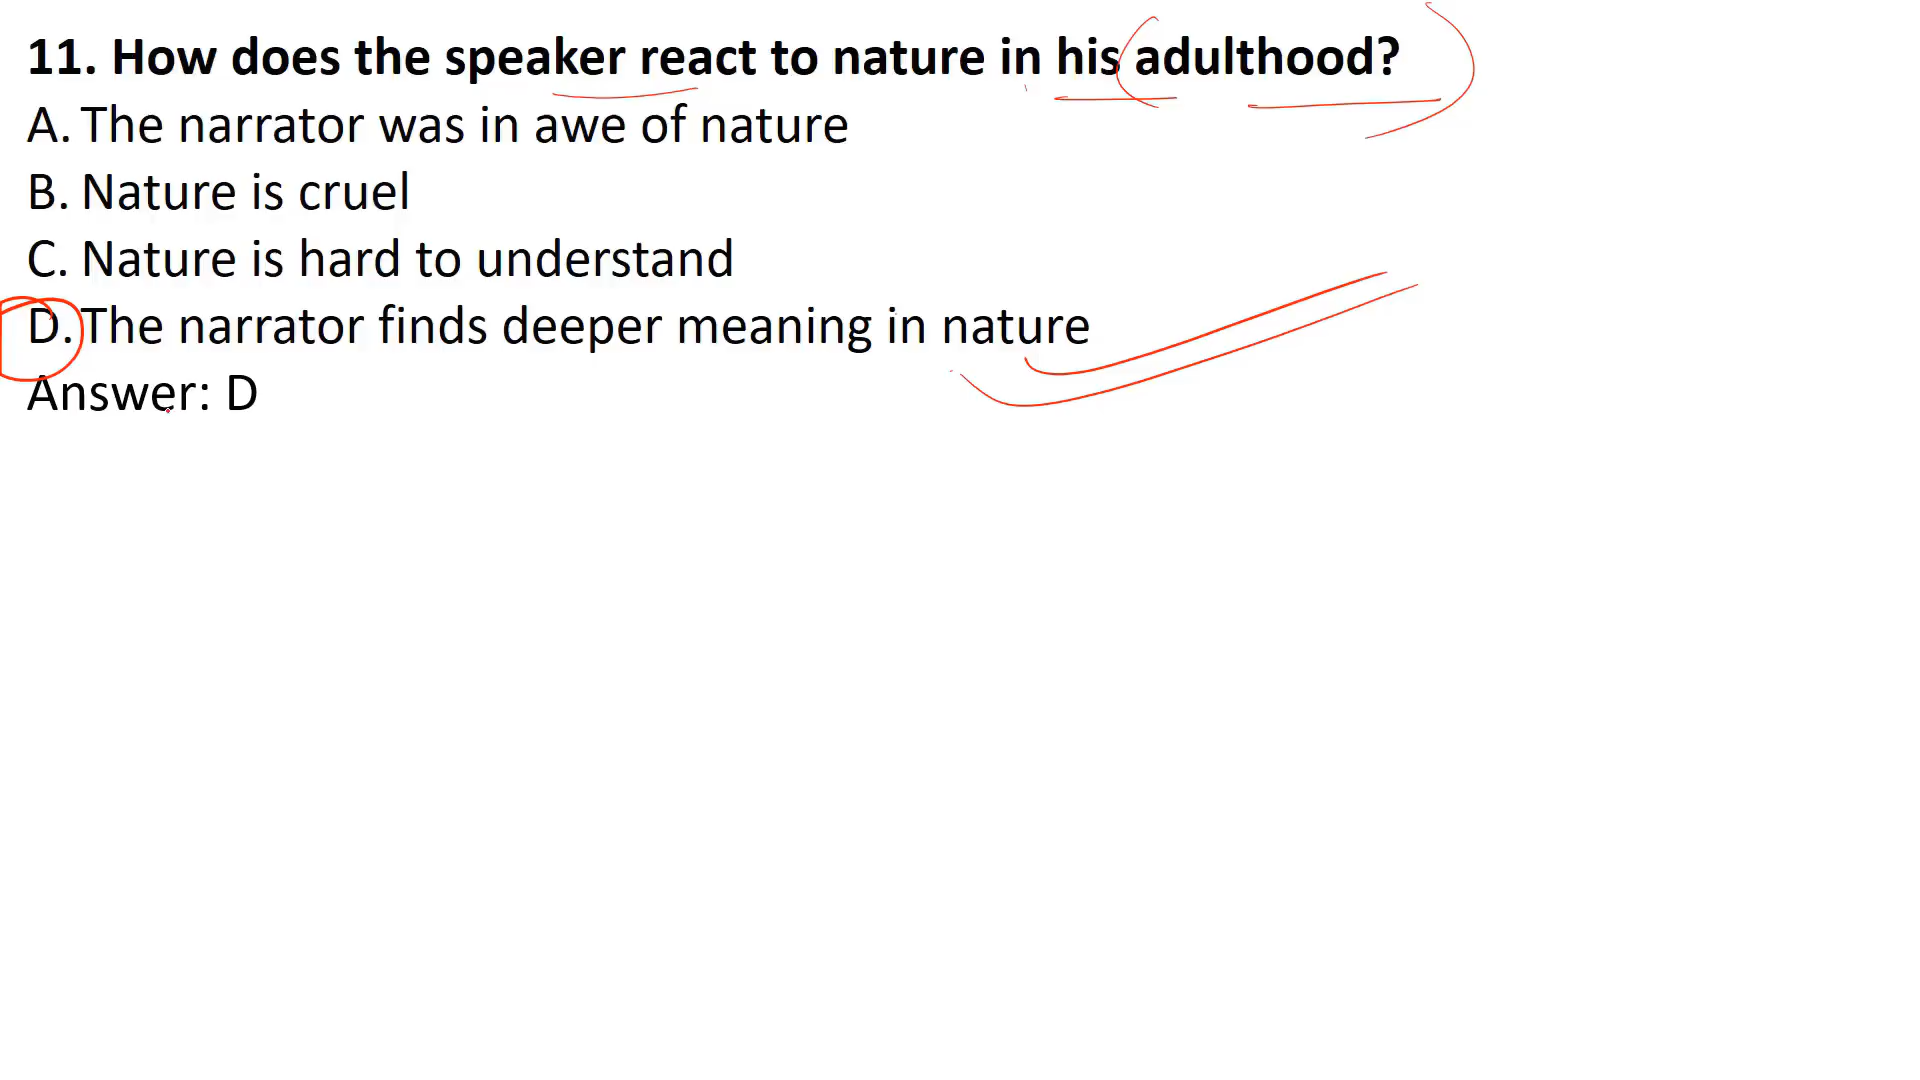 11. How does the speaker react to nature in his adulthood?
A. The narrator was in awe of nature
B. Nature is cruel
C. Nature is hard to understand
D. The narrator finds deeper meaning in nature
Answer: D